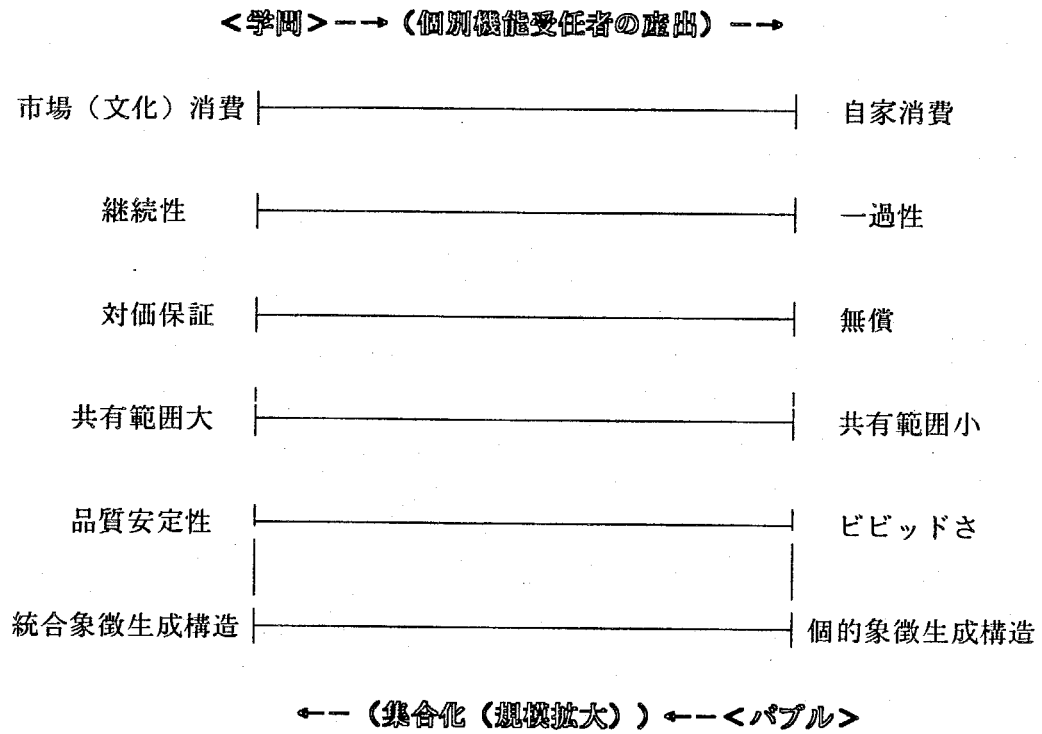 <学問>--→(個別機能受任者の産出)--→
市場(文化)消費 自家消費
継続性 一過性
対価保証 無償
共有範囲大 共有範囲小
品質安定性 ビビッドさ
統合象徴生成構造 個的象徴生成構造
←--(集合化(規模拡大))←--<バブル>